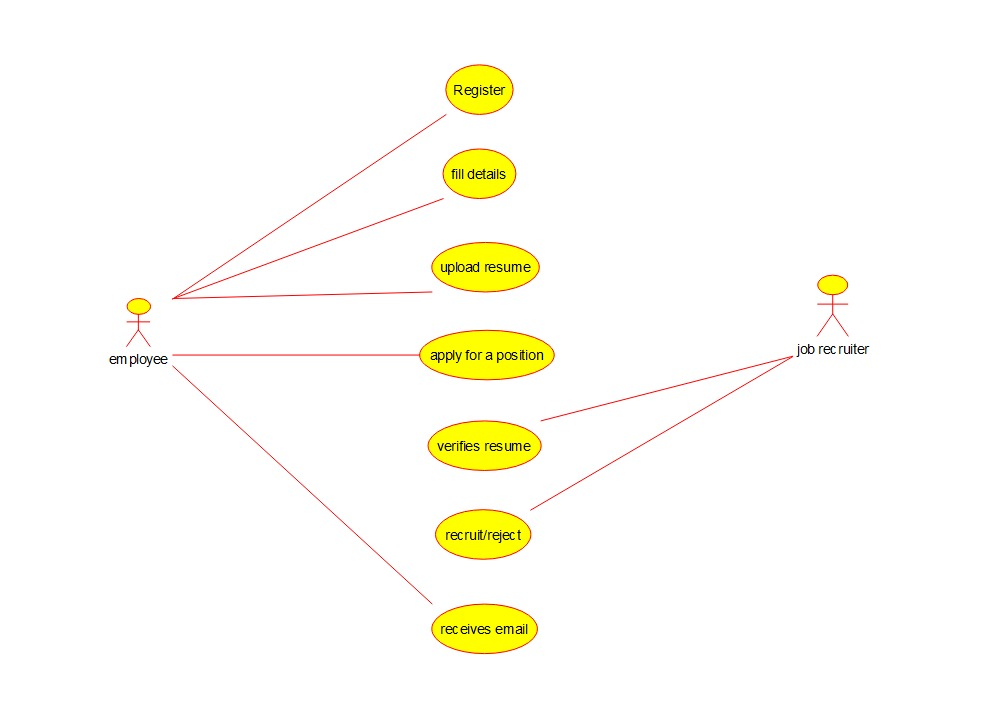 Register
fill details
upload resume
employee
job recruiter
apply for a position
verifies resume
recruit/reject
receives email